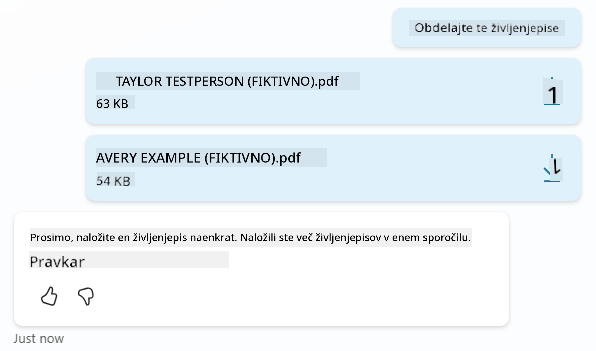 Obdelajte te življenjepise
TAYLOR TESTPERSON (FIKTIVNO).pdf
63 KB
1
AVERY EXAMPLE (FIKTIVNO).pdf
54 KB
Prosimo, naložite en življenjepis naenkrat. Naložili ste več življenjepisov v enem sporočilu.
Pravkar
Just now